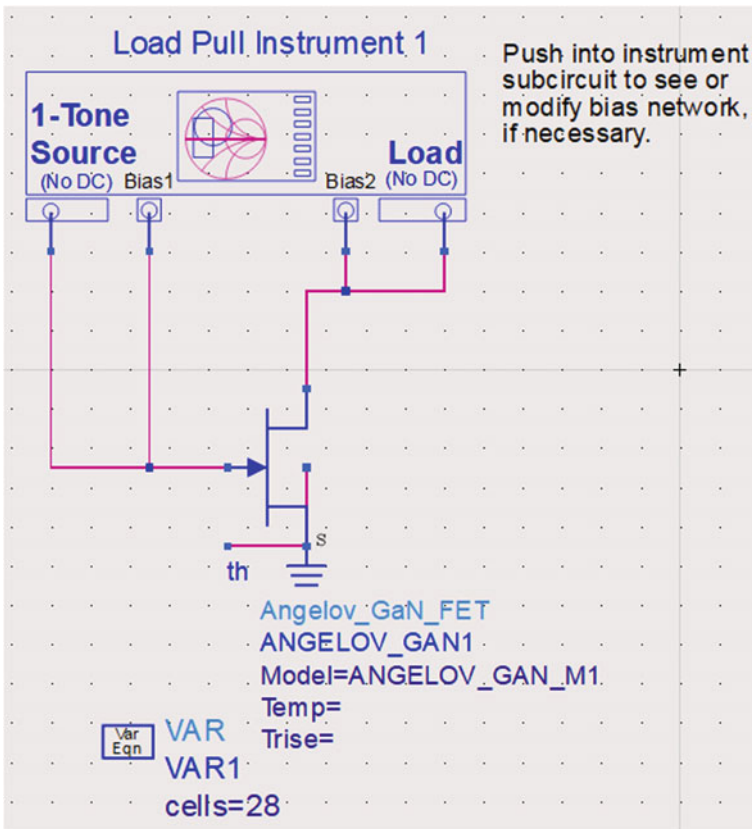 Load Pull Instrument 1
Push into instrument
subcircuit to see or
modify bias network,
if necessary.
1-Tone
Source
(No DC)
Bias1
Bias2
Load
(No DC)
s
th
Angelov_GaN_FET
ANGELOV_GAN1
Model=ANGELOV_GAN_M1
Temp=
Trise=
Var
Eqn
VAR
VAR1
cells=28